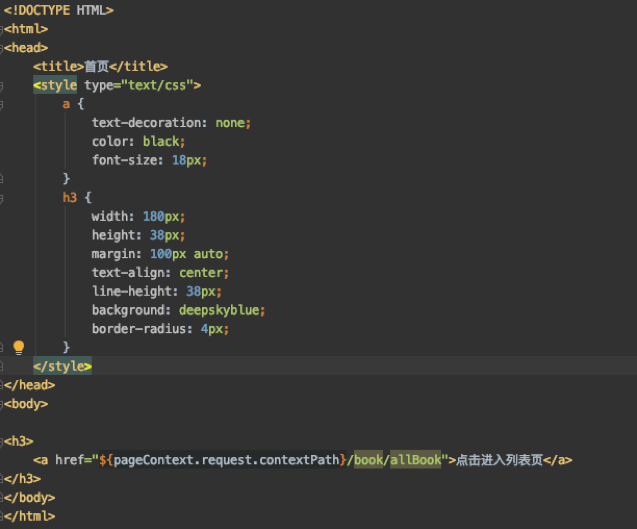 <!DOCTYPE HTML>
<html>
<head>
    <title>首页</title>
    <style type="text/css">
        a {
            text-decoration: none;
            color: black;
            font-size: 18px;
        }
        h3 {
            width: 180px;
            height: 38px;
            margin: 100px auto;
            text-align: center;
            line-height: 38px;
            background: deepskyblue;
            border-radius: 4px;
        }
    </style>
</head>
<body>

<h3>
    <a href="${pageContext.request.contextPath}/book/allBook">点击进入列表页</a>
</h3>
</body>
</html>